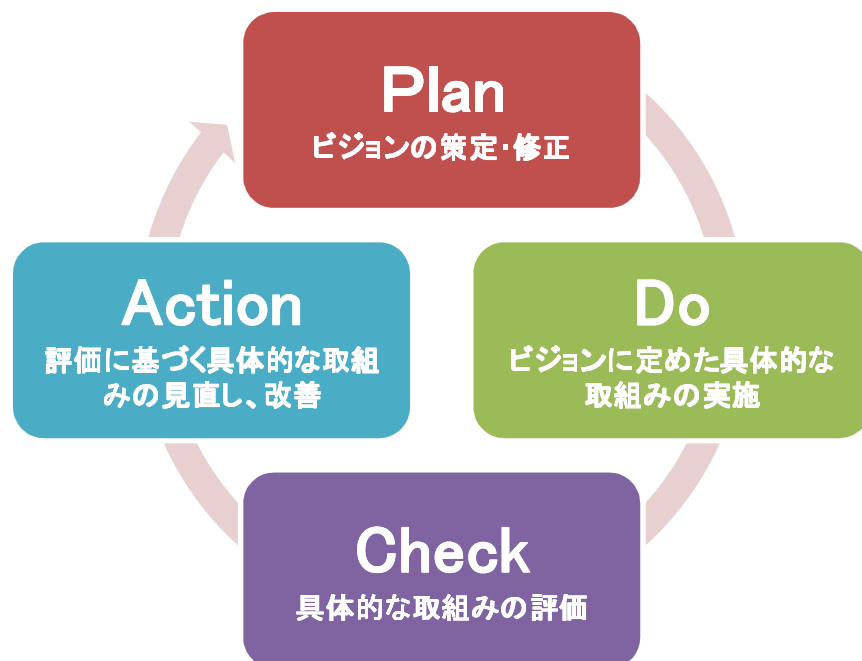 Plan
ビジョンの策定・修正
Action
評価に基づく具体的な取組
みの見直し、改善
Do
ビジョンに定めた具体的な
取組みの実施
Check
具体的な取組みの評価